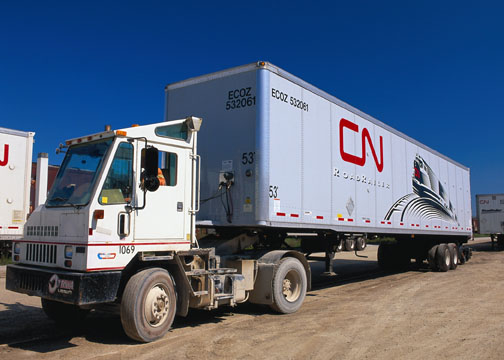 ECOZ
532061
ECOZ 532061
53'
53'
CN
ROADRAILER
1069